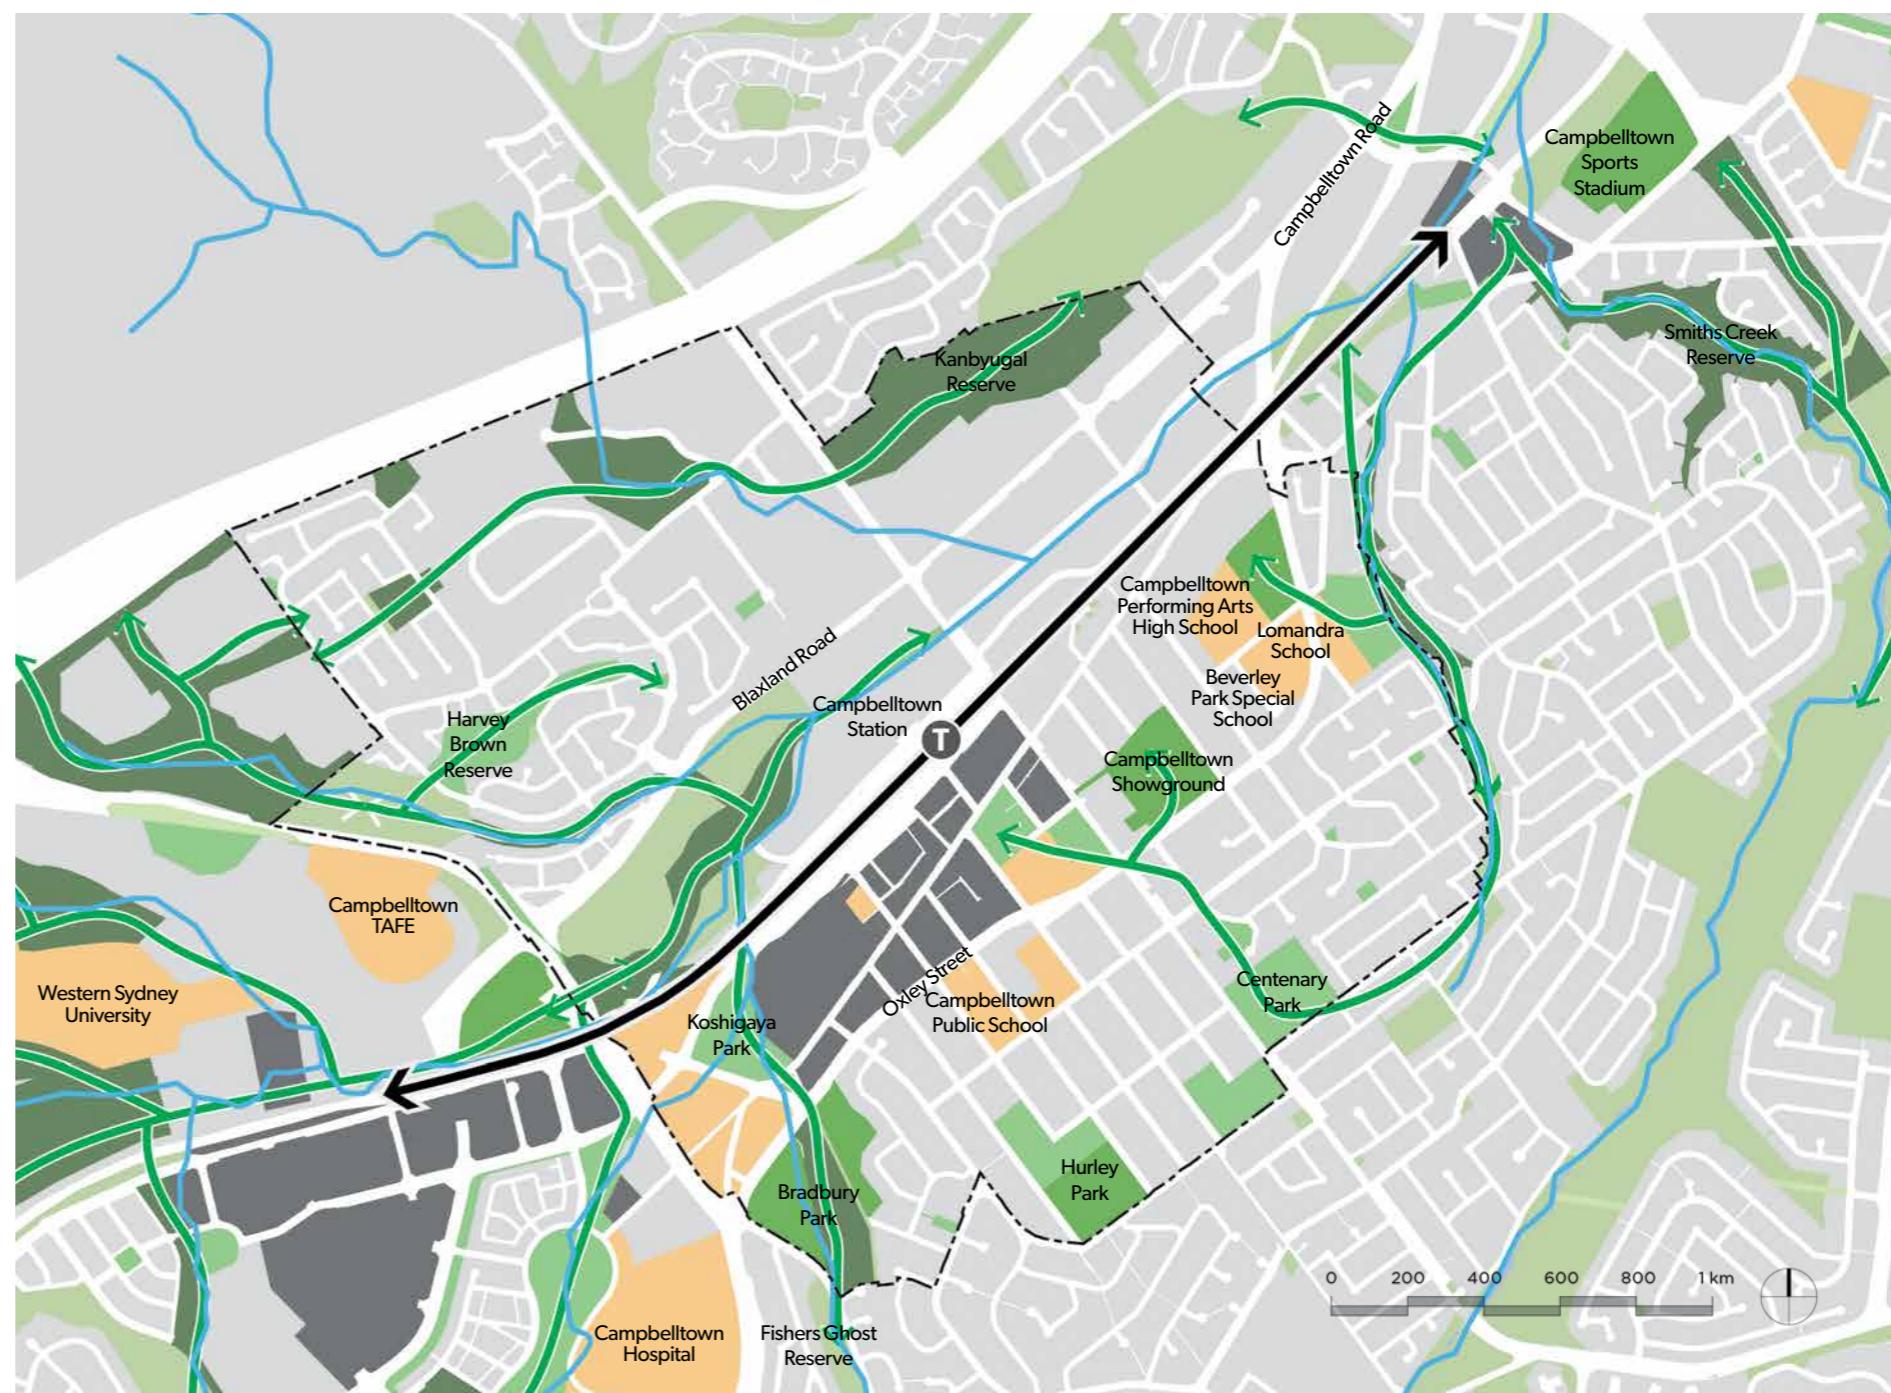 Campbelltown Road
Campbelltown
Sports
Stadium
Smiths Creek
Reserve
Kanbyugal
Reserve
Campbelltown
Performing Arts
High School
Lomandra
School
Beverley
Park Special
School
Blaxland Road
Campbelltown
Station
T
Harvey
Brown
Reserve
Campbelltown
Showground
Campbelltown
TAFE
Western Sydney
University
Oxley Street
Campbelltown
Public School
Centenary
Park
Koshigaya
Park
Hurley
Park
Bradbury
Park
0 200 400 600 800 1 km
Campbelltown
Hospital
Fishers Ghost
Reserve